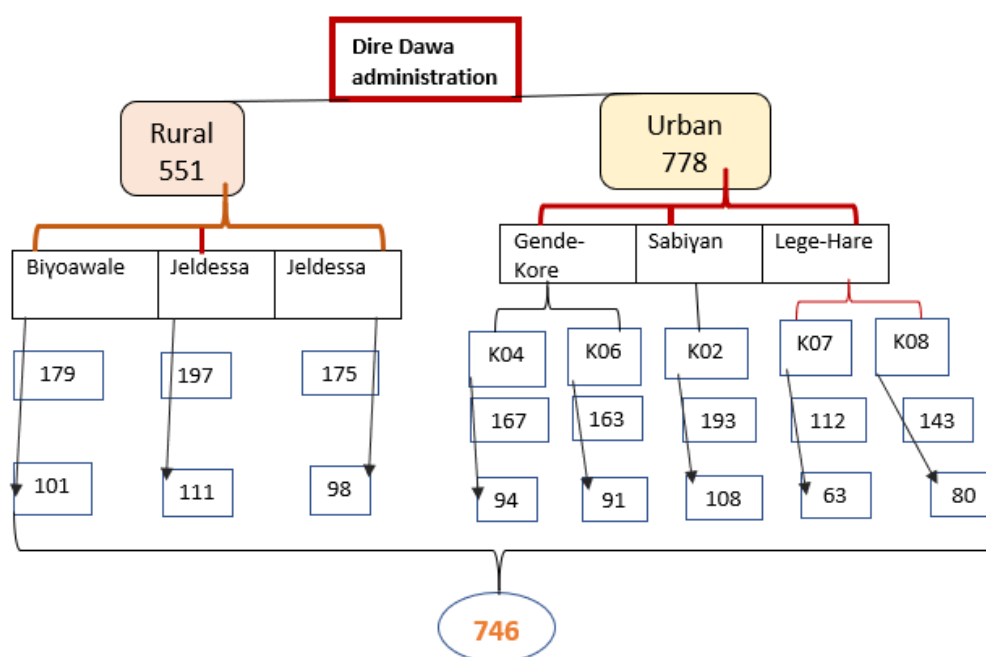 Dire Dawa
administration
Rural
551
Urban
778
Biyoawale
Jeldessa
Jeldessa
Gende-
Kore
Sabiyan
Lege-Hare
K04
K06
K02
K07
K08
179
197
175
167
163
193
112
143
101
111
98
94
91
108
63
80
746